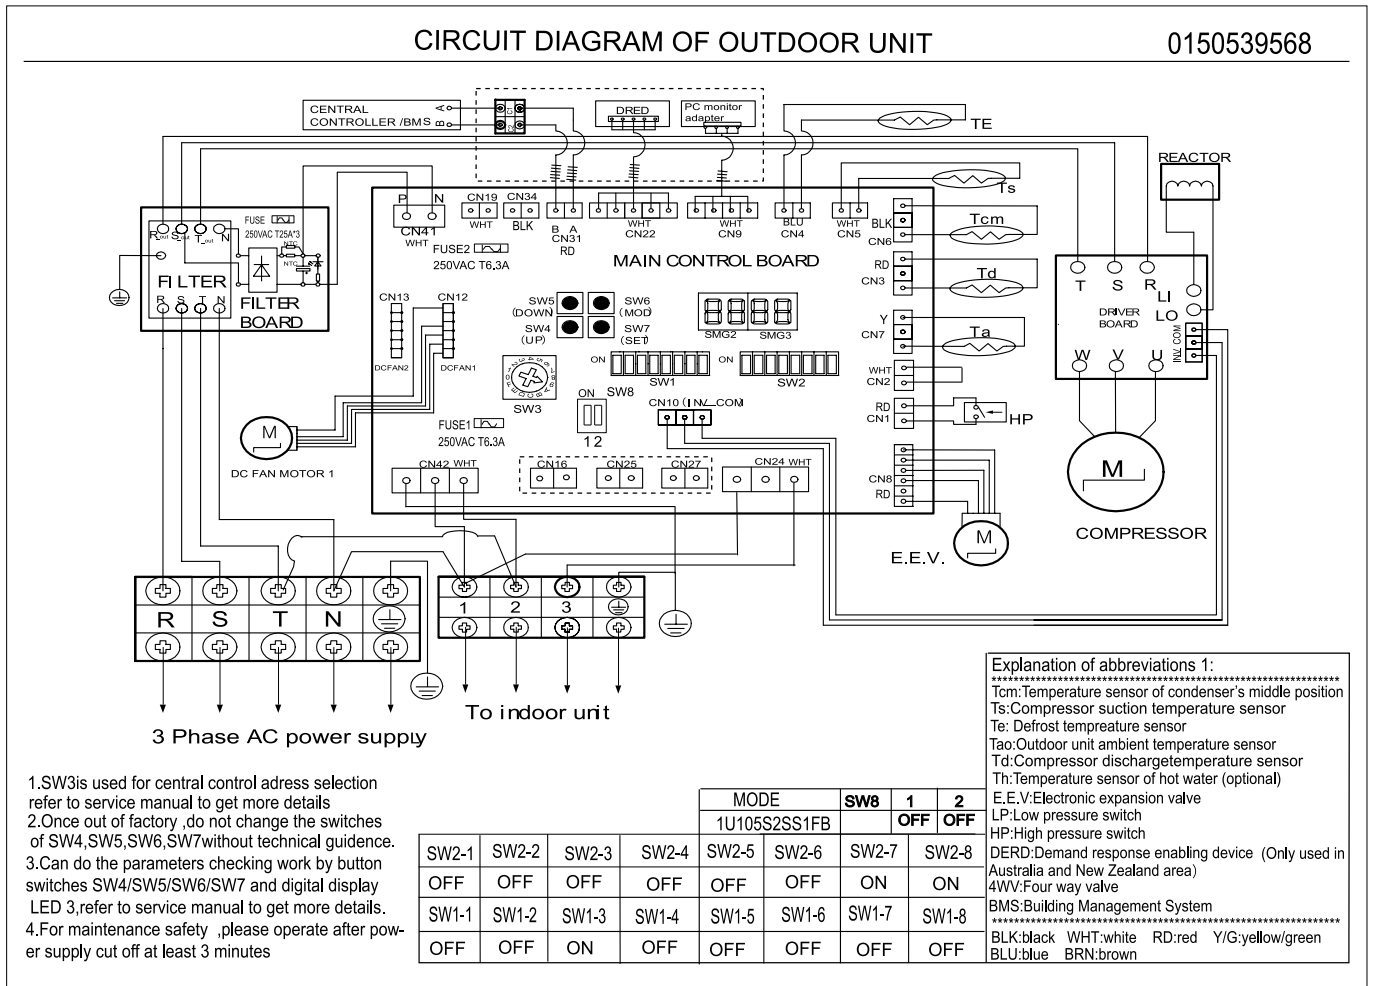 CIRCUIT DIAGRAM OF OUTDOOR UNIT
0150539568
CENTRAL
CONTROLLER /BMS
A
B
C1
C2
DRED
PC monitor
adapter
TE
REACTOR
Ts
P N
CN41
WHT
CN19
WHT
CN34
BLK
B A
CN31
RD
WHT
CN22
WHT
CN9
BLU
CN4
WHT
CN5
BLK
CN6
Tcm
FUSE
250VAC T25A*3
R_out S_out T_out N
NTC
NTC
FILTER
R S T N
FILTER
BOARD
FUSE2
250VAC T6.3A
MAIN CONTROL BOARD
RD
CN3
Td
T S R
LI
LO
DRIVER
BOARD
INV COM
W V U
CN13
CN12
DCFAN2
DCFAN1
SW5
(DOWN)
SW6
(MOD)
SW4
(UP)
SW7
(SET)
SMG2
SMG3
Y
CN7
Ta
SW3
ON
SW1
ON
SW2
WHT
CN2
ON
SW8
1 2
CN10 (INV_COM)
RD
CN1
HP
M
DC FAN MOTOR 1
FUSE1
250VAC T6.3A
CN42 WHT
CN16
CN25
CN27
CN24 WHT
CN8
RD
M
E.E.V.
M
COMPRESSOR
R S T N
1 2 3
To indoor unit
3 Phase AC power supply
1.SW3is used for central control adress selection
refer to service manual to get more details
2.Once out of factory ,do not change the switches
of SW4,SW5,SW6,SW7without technical guidence.
3.Can do the parameters checking work by button
switches SW4/SW5/SW6/SW7 and digital display
LED 3,refer to service manual to get more details.
4.For maintenance safety ,please operate after pow-
er supply cut off at least 3 minutes
MODE SW8 1 2
1U105S2SS1FB OFF OFF
SW2-1 SW2-2 SW2-3 SW2-4 SW2-5 SW2-6 SW2-7 SW2-8
OFF OFF OFF OFF OFF OFF ON ON
SW1-1 SW1-2 SW1-3 SW1-4 SW1-5 SW1-6 SW1-7 SW1-8
OFF OFF ON OFF OFF OFF OFF OFF
Explanation of abbreviations 1:
Tcm:Temperature sensor of condenser's middle position
Ts:Compressor suction temperature sensor
Te: Defrost tempreature sensor
Tao:Outdoor unit ambient temperature sensor
Td:Compressor dischargetemperature sensor
Th:Temperature sensor of hot water (optional)
E.E.V:Electronic expansion valve
LP:Low pressure switch
HP:High pressure switch
DERD:Demand response enabling device (Only used in
Australia and New Zealand area)
4WV:Four way valve
BMS:Building Management System
BLK:black WHT:white RD:red Y/G:yellow/green
BLU:blue BRN:brown